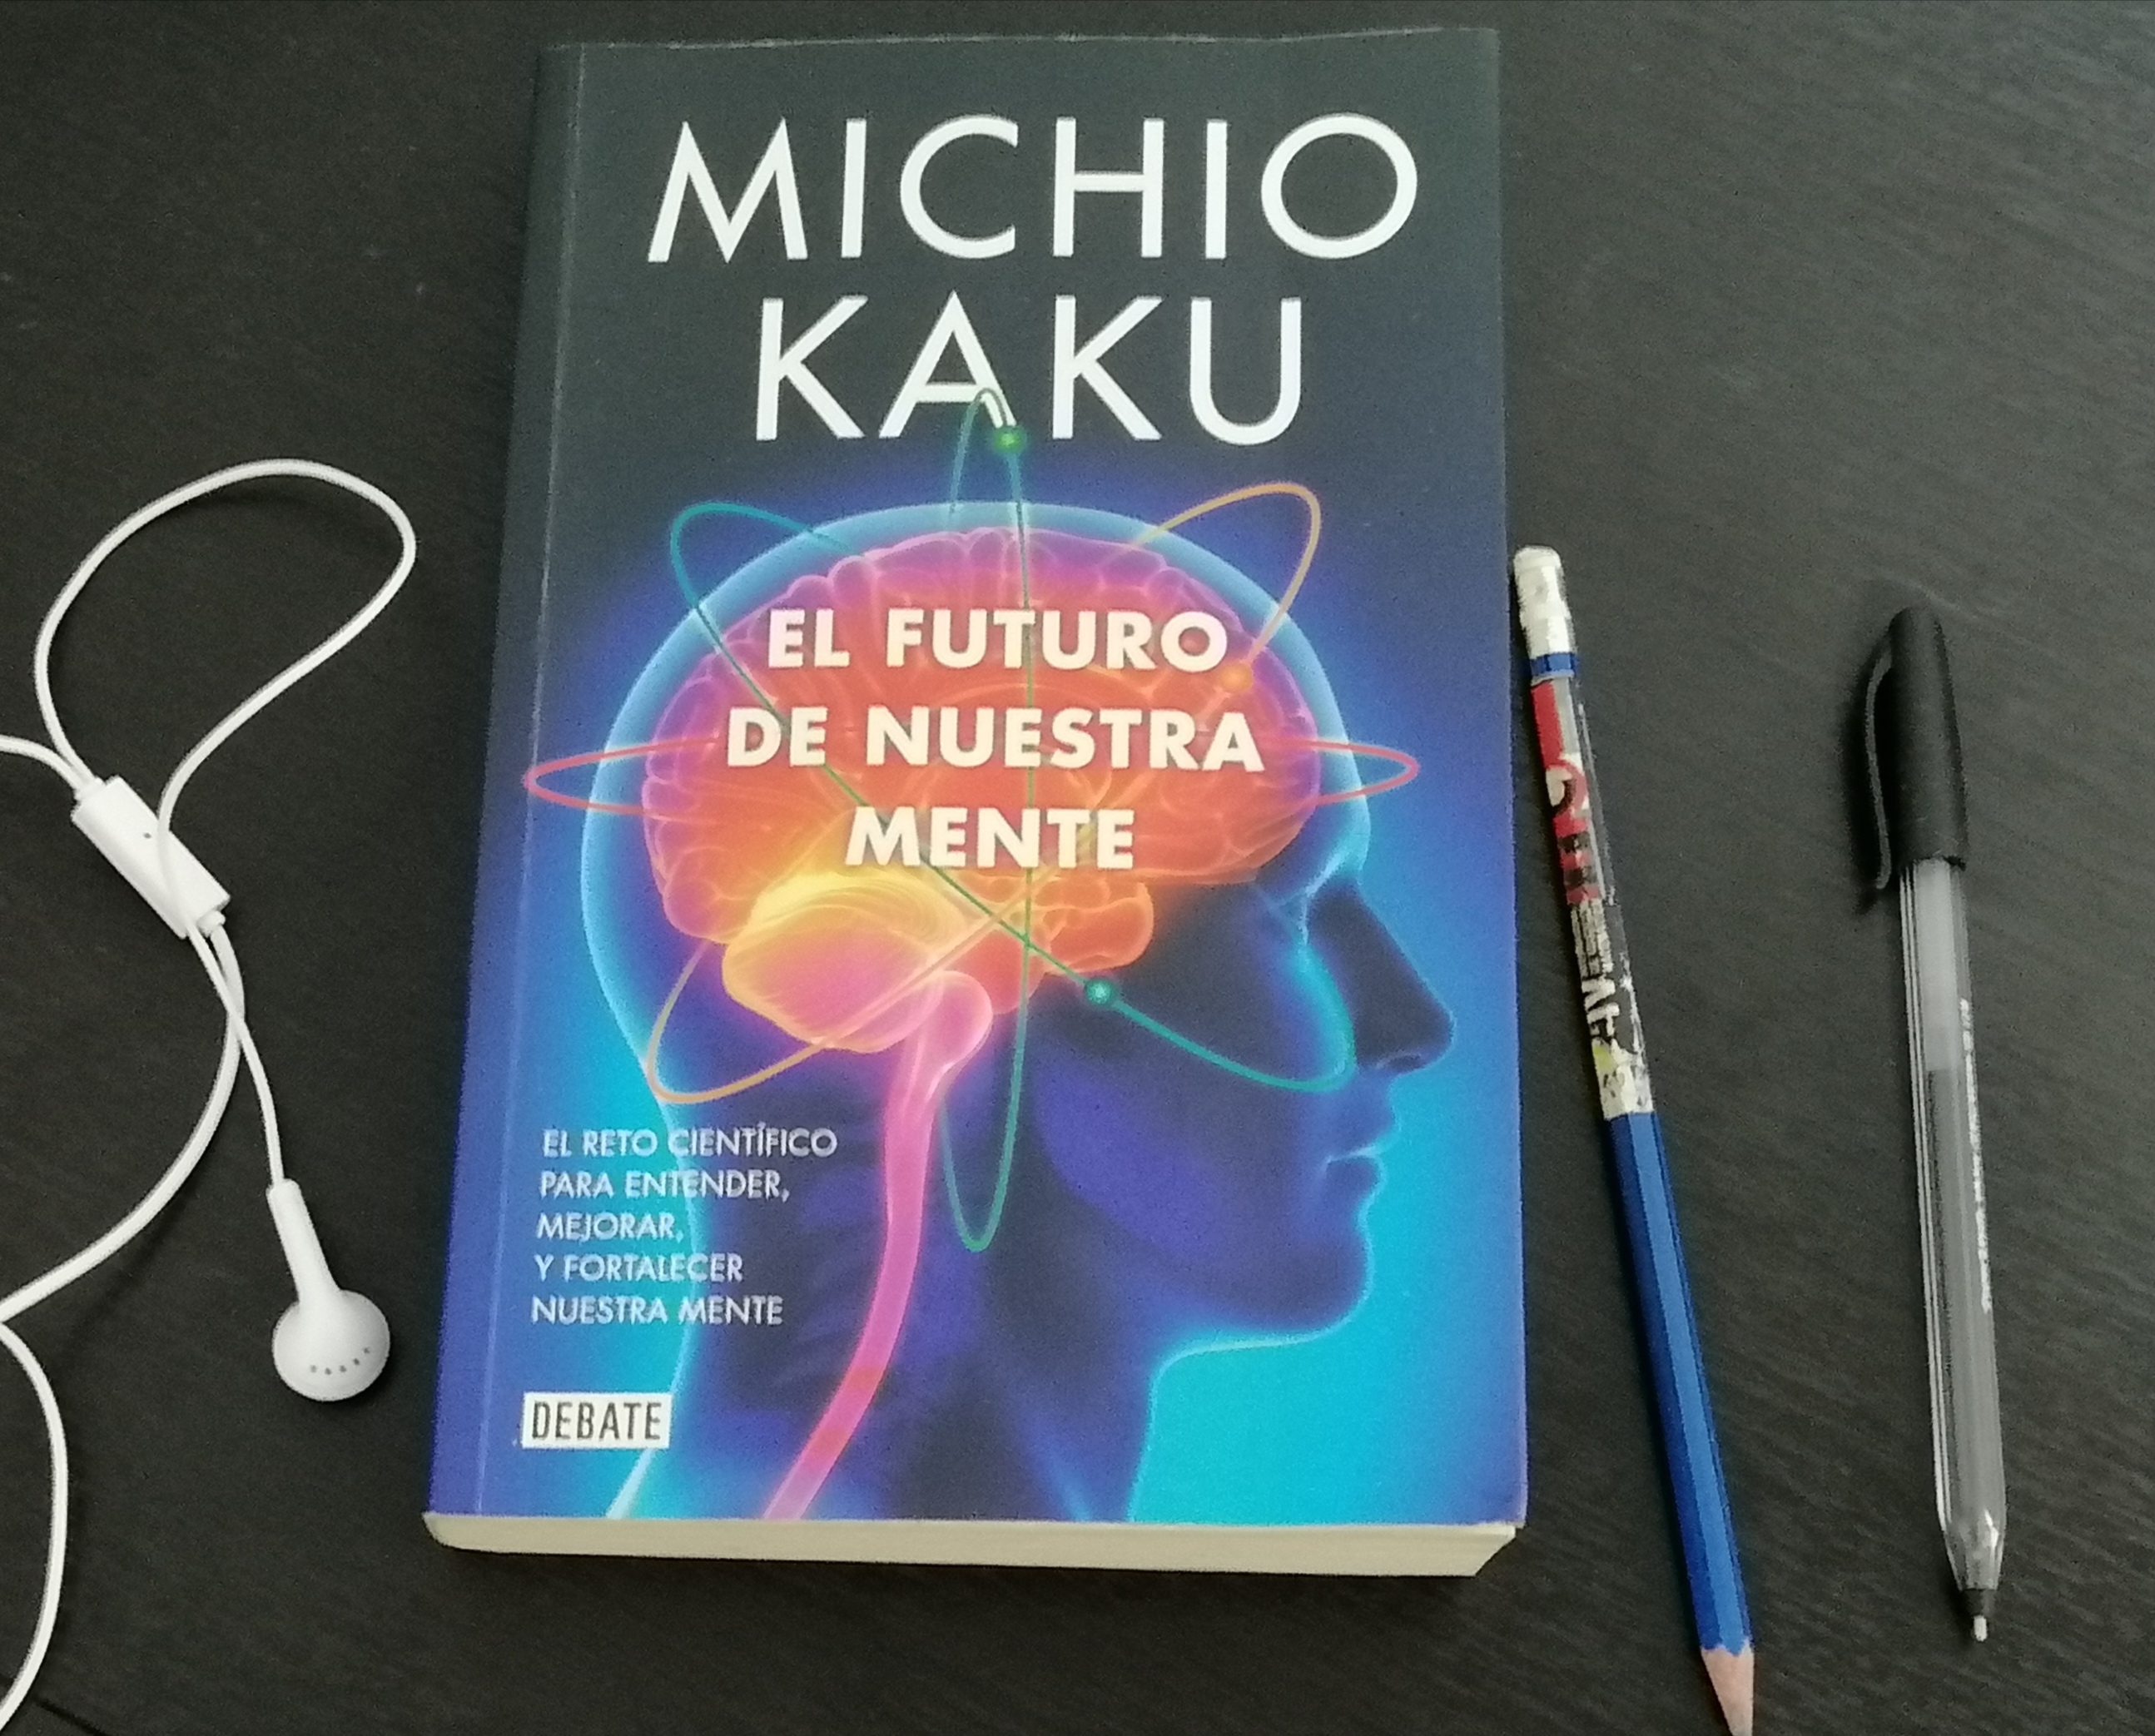 MICHIO
KAKU
EL FUTURO
DE NUESTRA
MENTE
EL RETO CIENTÍFICO
PARA ENTENDER,
MEJORAR,
Y FORTALECER
NUESTRA MENTE
DEBATE